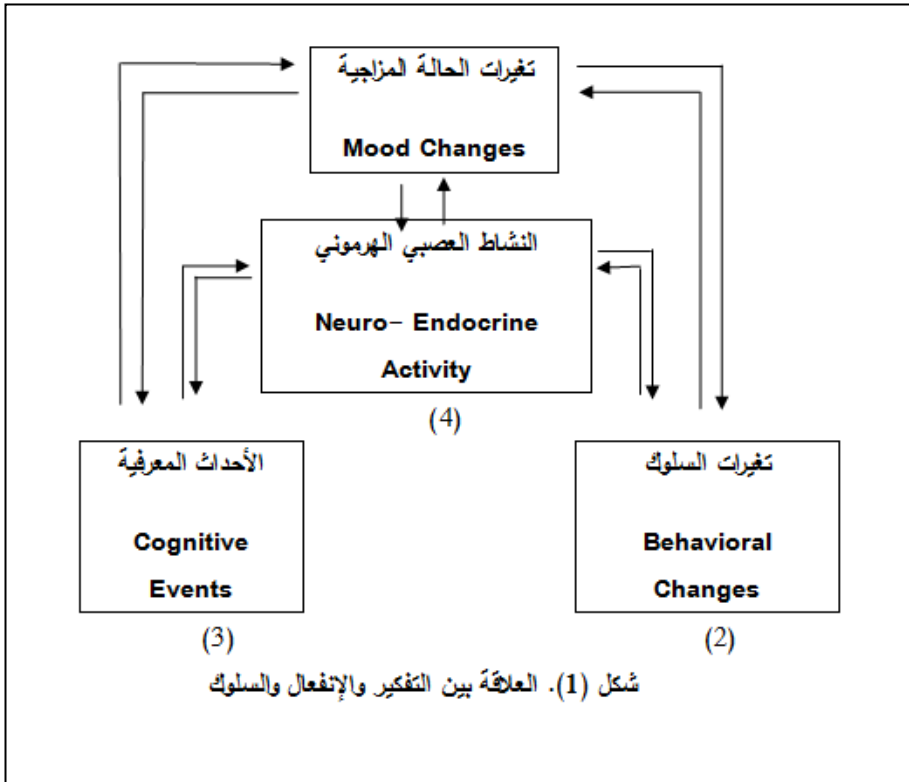 تغيرات الحالة المزاجية
Mood Changes
النشاط العصبي الهرموني
Neuro- Endocrine
Activity
(4)
الأحداث المعرفية
Cognitive
Events
(3)
تغيرات السلوك
Behavioral
Changes
(2)
شكل (1). العلاقة بين التفكير والإنفعال والسلوك